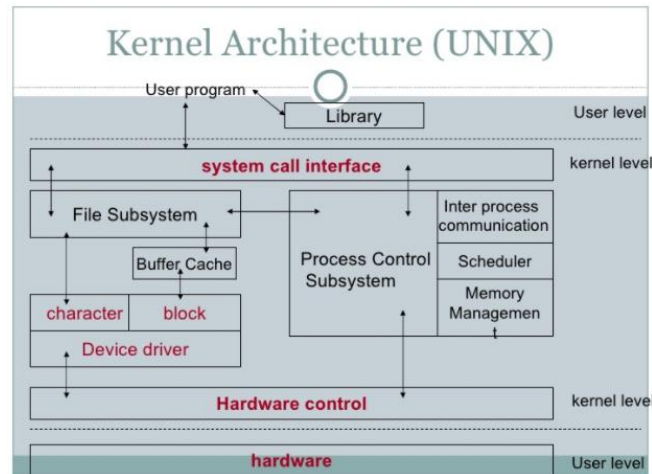 Kernel Architecture (UNIX)
User program
Library
User level
system call interface
kernel level
File Subsystem
Inter process
communication
Buffer Cache
Process Control
Subsystem
Scheduler
character
block
Memory
Managemen
t
Device driver
Hardware control
kernel level
hardware
User level